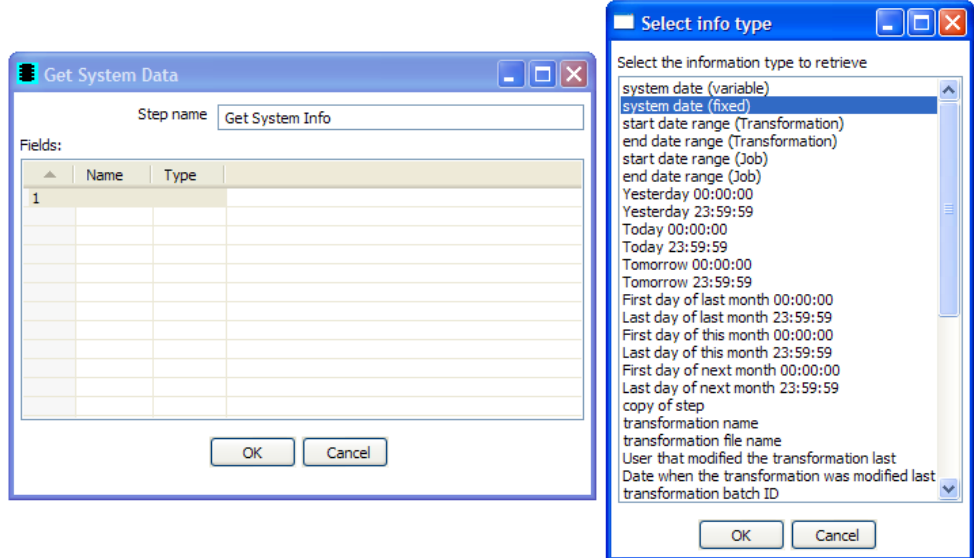 Get System Data
Step name Get System Info
Fields:
Name Type
1
OK Cancel
Select info type
Select the information type to retrieve
system date (variable)
system date (fixed)
start date range (Transformation)
end date range (Transformation)
start date range (Job)
end date range (Job)
Yesterday 00:00:00
Yesterday 23:59:59
Today 00:00:00
Today 23:59:59
Tomorrow 00:00:00
Tomorrow 23:59:59
First day of last month 00:00:00
Last day of last month 23:59:59
First day of this month 00:00:00
Last day of this month 23:59:59
First day of next month 00:00:00
Last day of next month 23:59:59
copy of step
transformation name
transformation file name
User that modified the transformation last
Date when the transformation was modified last
transformation batch ID
OK Cancel